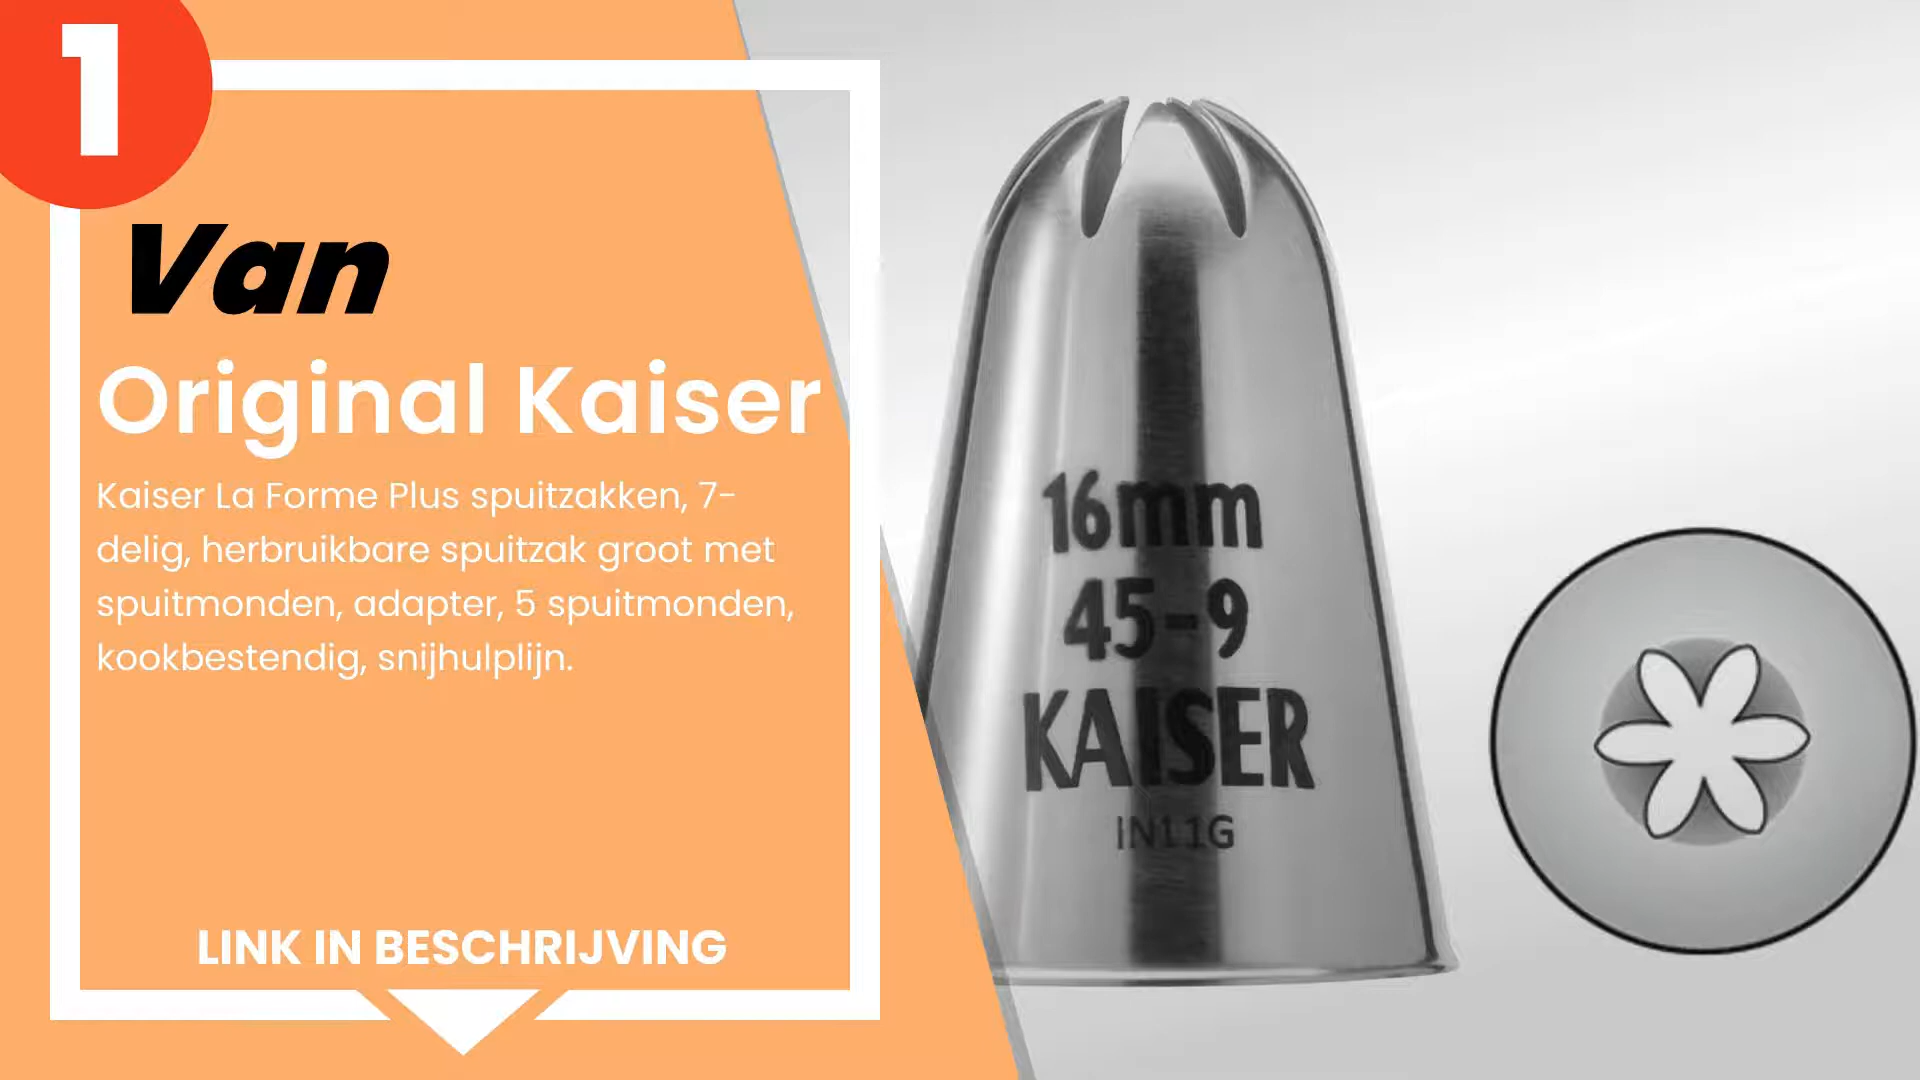 1
Van
Original Kaiser
Kaiser La Forme Plus spuitzakken, 7-
delig, herbruikbare spuitzak groot met
spuitmonden, adapter, 5 spuitmonden,
kookbestendig, snijhulplijn.
LINK IN BESCHRIJVING
16mm
45-9
KAISER
IN11G